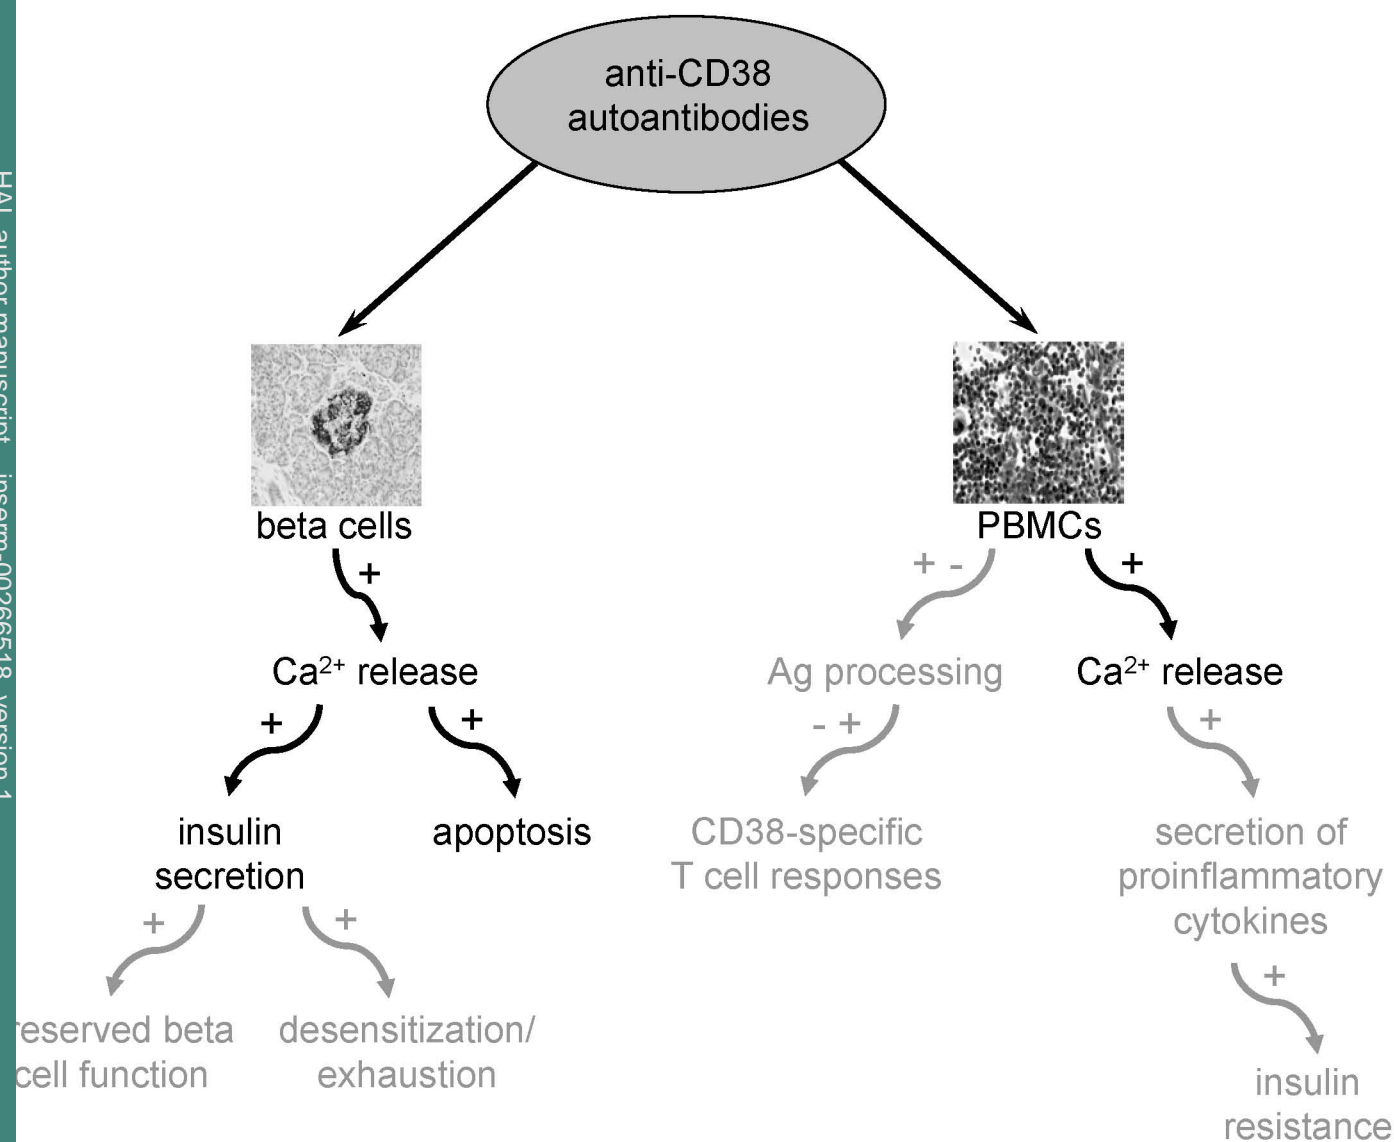 anti-CD38
autoantibodies
beta cells
PBMCs
+
+ -
+
Ca²⁺ release
Ag processing
Ca²⁺ release
+
+
- +
+
insulin
secretion
apoptosis
CD38-specific
T cell responses
secretion of
proinflammatory
cytokines
+
+
+
reserved beta
cell function
desensitization/
exhaustion
insulin
resistance
HAL author manuscript inserm-00266518, version 1